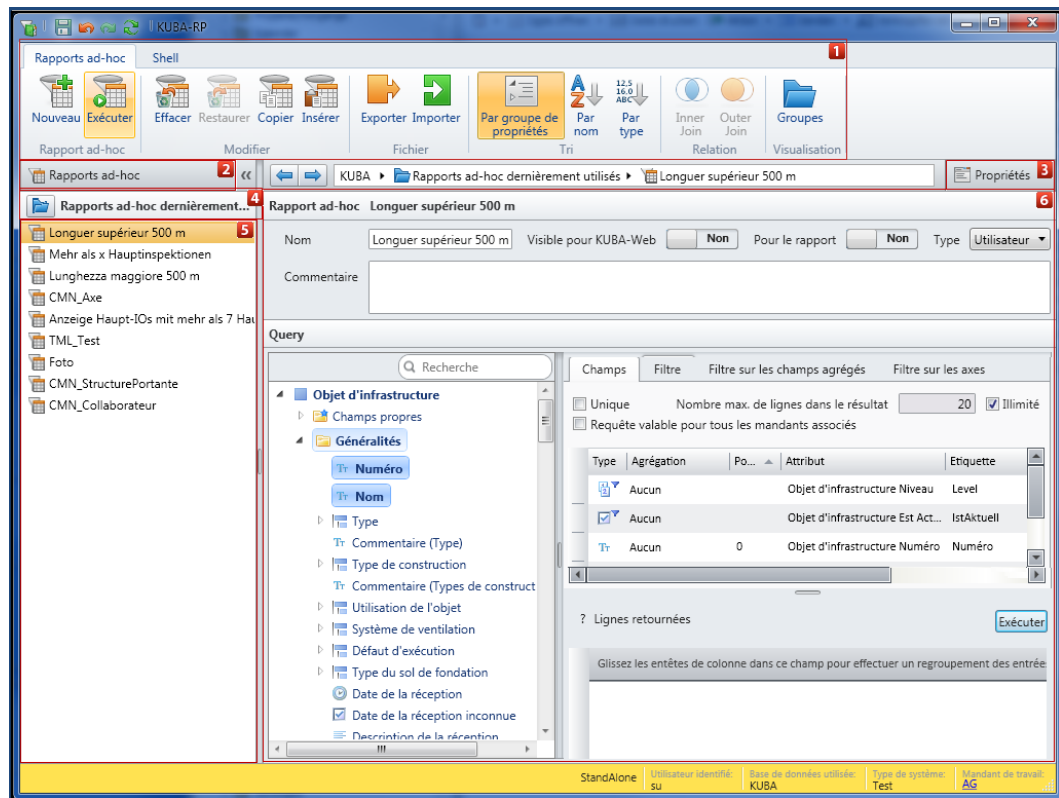 KUBA-RP
Rapports ad-hoc Shell
1
Nouveau Exécuter Effacer Restaurer Copier Insérer Exporter Importer Par groupe de propriétés Par nom Par type Inner Join Outer Join Groupes
Rapport ad-hoc Modifier Fichier Tri Relation Visualisation
Rapports ad-hoc 2 « KUBA Rapports ad-hoc dernièrement utilisés Longuer supérieur 500 m Propriétés 3
Rapports ad-hoc dernièrement... 4 Rapport ad-hoc Longuer supérieur 500 m 6
Longuer supérieur 500 m 5
Mehr als x Hauptinspektionen
Lunghezza maggiore 500 m
CMN_Axe
Anzeige Haupt-IOs mit mehr als 7 Hau
TML_Test
Foto
CMN_StructurePortante
CMN_Collaborateur
Nom Longuer supérieur 500 m Visible pour KUBA-Web Non Pour le rapport Non Type Utilisateur
Commentaire
Query
Recherche
Objet d'infrastructure
Champs propres
Généralités
Numéro
Nom
Type
Commentaire (Type)
Type de construction
Commentaire (Types de construct
Utilisation de l'objet
Système de ventilation
Défaut d'exécution
Type du sol de fondation
Date de la réception
Date de la réception inconnue
Description de la réception
Champs Filtre Filtre sur les champs agrégés Filtre sur les axes
Unique Nombre max. de lignes dans le résultat 20 Illimité
Requête valable pour tous les mandants associés
Type Agrégation Po... Attribut Etiquette
Aucun Objet d'infrastructure Niveau Level
Aucun Objet d'infrastructure Est Act... IstAktuell
Aucun 0 Objet d'infrastructure Numéro Numéro
? Lignes retournées Exécuter
Glissez les entêtes de colonne dans ce champ pour effectuer un regroupement des entrée
StandAlone Utilisateur identifié: su Base de données utilisée: KUBA Type de système: Test Mandant de travail: AG